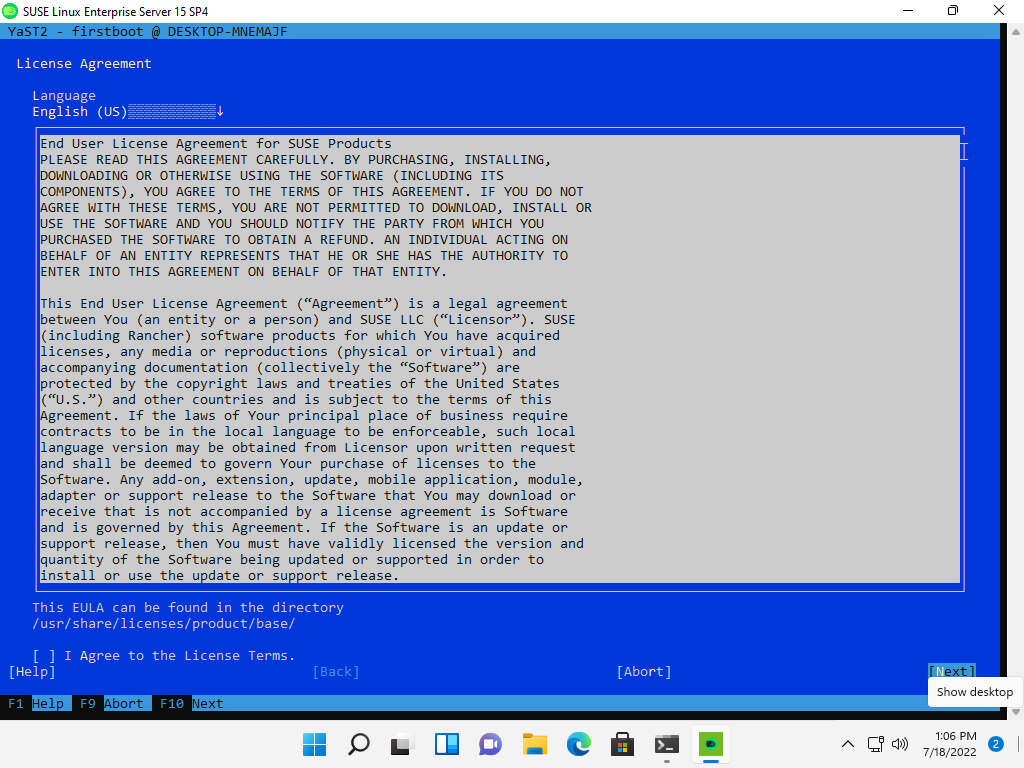 SUSE Linux Enterprise Server 15 SP4
YaST2 - firstboot @ DESKTOP-MNEMAJF
License Agreement
Language
English (US)▒▒▒▒▒▒▒▒▒▒▒↓
End User License Agreement for SUSE Products
PLEASE READ THIS AGREEMENT CAREFULLY. BY PURCHASING, INSTALLING,
DOWNLOADING OR OTHERWISE USING THE SOFTWARE (INCLUDING ITS
COMPONENTS), YOU AGREE TO THE TERMS OF THIS AGREEMENT. IF YOU DO NOT
AGREE WITH THESE TERMS, YOU ARE NOT PERMITTED TO DOWNLOAD, INSTALL OR
USE THE SOFTWARE AND YOU SHOULD NOTIFY THE PARTY FROM WHICH YOU
PURCHASED THE SOFTWARE TO OBTAIN A REFUND. AN INDIVIDUAL ACTING ON
BEHALF OF AN ENTITY REPRESENTS THAT HE OR SHE HAS THE AUTHORITY TO
ENTER INTO THIS AGREEMENT ON BEHALF OF THAT ENTITY.
This End User License Agreement (“Agreement”) is a legal agreement
between You (an entity or a person) and SUSE LLC (“Licensor”). SUSE
(including Rancher) software products for which You have acquired
licenses, any media or reproductions (physical or virtual) and
accompanying documentation (collectively the “Software”) are
protected by the copyright laws and treaties of the United States
(“U.S.”) and other countries and is subject to the terms of this
Agreement. If the laws of Your principal place of business require
contracts to be in the local language to be enforceable, such local
language version may be obtained from Licensor upon written request
and shall be deemed to govern Your purchase of licenses to the
Software. Any add-on, extension, update, mobile application, module,
adapter or support release to the Software that You may download or
receive that is not accompanied by a license agreement is Software
and is governed by this Agreement. If the Software is an update or
support release, then You must have validly licensed the version and
quantity of the Software being updated or supported in order to
install or use the update or support release.
This EULA can be found in the directory
/usr/share/licenses/product/base/
[ ] I Agree to the License Terms.
[Help] [Back] [Abort] [Next]
Show desktop
F1 Help F9 Abort F10 Next
1:06 PM
7/18/2022
2